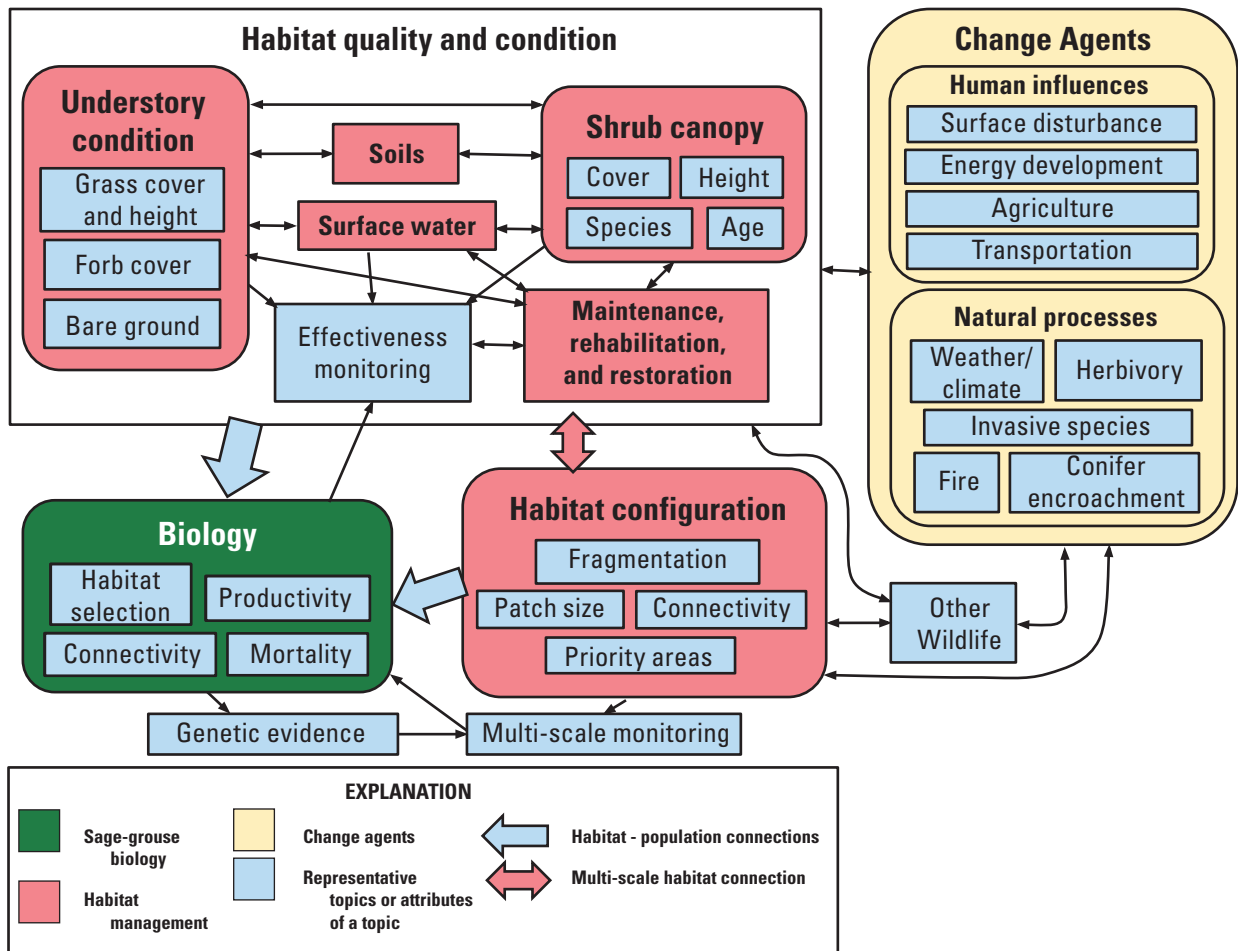 Habitat quality and condition
Understory
condition
Grass cover
and height
Forb cover
Bare ground
Soils
Surface water
Shrub canopy
Cover
Height
Species
Age
Effectiveness
monitoring
Maintenance,
rehabilitation,
and restoration
Change Agents
Human influences
Surface disturbance
Energy development
Agriculture
Transportation
Natural processes
Weather/
climate
Herbivory
Invasive species
Fire
Conifer
encroachment
Biology
Habitat
selection
Productivity
Connectivity
Mortality
Habitat configuration
Fragmentation
Patch size
Connectivity
Priority areas
Other
Wildlife
Genetic evidence
Multi-scale monitoring
EXPLANATION
Sage-grouse
biology
Habitat
management
Change agents
Representative
topics or attributes
of a topic
Habitat - population connections
Multi-scale habitat connection